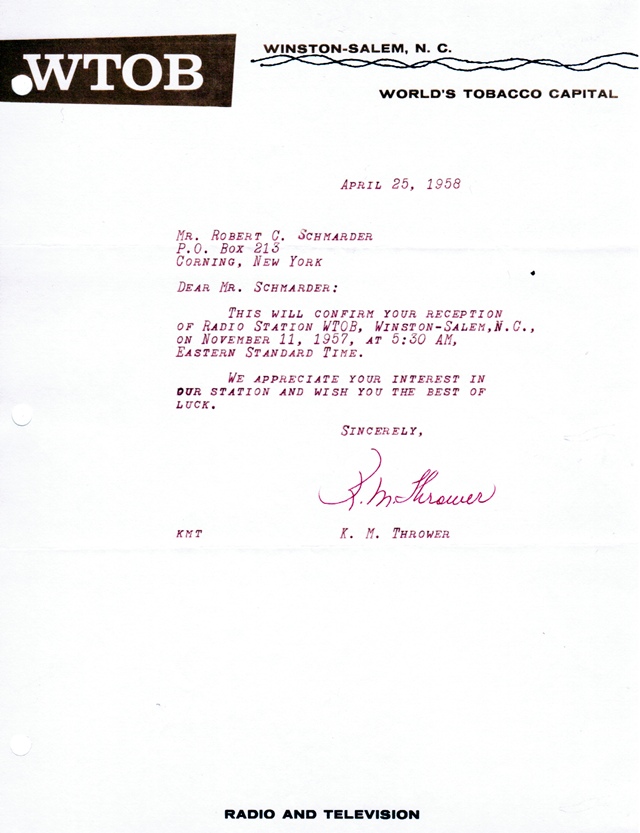 WTOB
WINSTON-SALEM, N. C.
WORLD'S TOBACCO CAPITAL
APRIL 25, 1958
MR. ROBERT C. SCHMARDER
P.O. BOX 213
CORNING, NEW YORK
DEAR MR. SCHMARDER:
THIS WILL CONFIRM YOUR RECEPTION
OF RADIO STATION WTOB, WINSTON-SALEM,N.C.,
ON NOVEMBER 11, 1957, AT 5:30 AM,
EASTERN STANDARD TIME.
WE APPRECIATE YOUR INTEREST IN
OUR STATION AND WISH YOU THE BEST OF
LUCK.
SINCERELY,
K. M. Thrower
KMT K. M. THROWER
RADIO AND TELEVISION